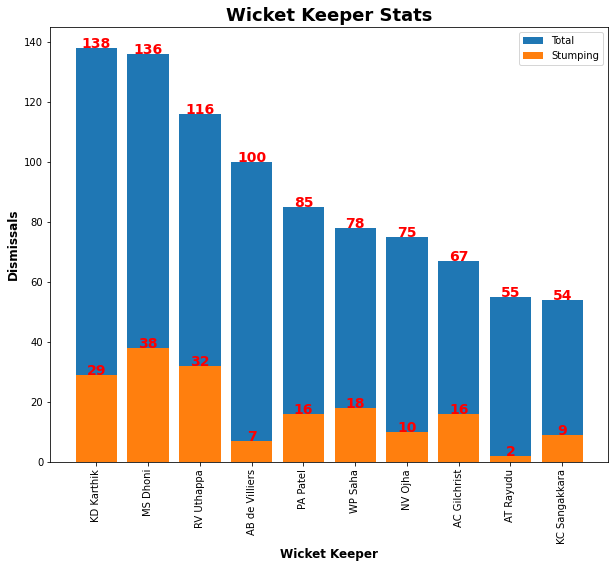 Wicket Keeper Stats
Total
Stumping
Dismissals
140
120
100
80
60
40
20
0
138
136
116
100
85
78
75
67
55
54
29
38
32
7
16
18
10
16
2
9
KD Karthik
MS Dhoni
RV Uthappa
AB de Villiers
PA Patel
WP Saha
NV Ojha
AC Gilchrist
AT Rayudu
KC Sangakkara
Wicket Keeper